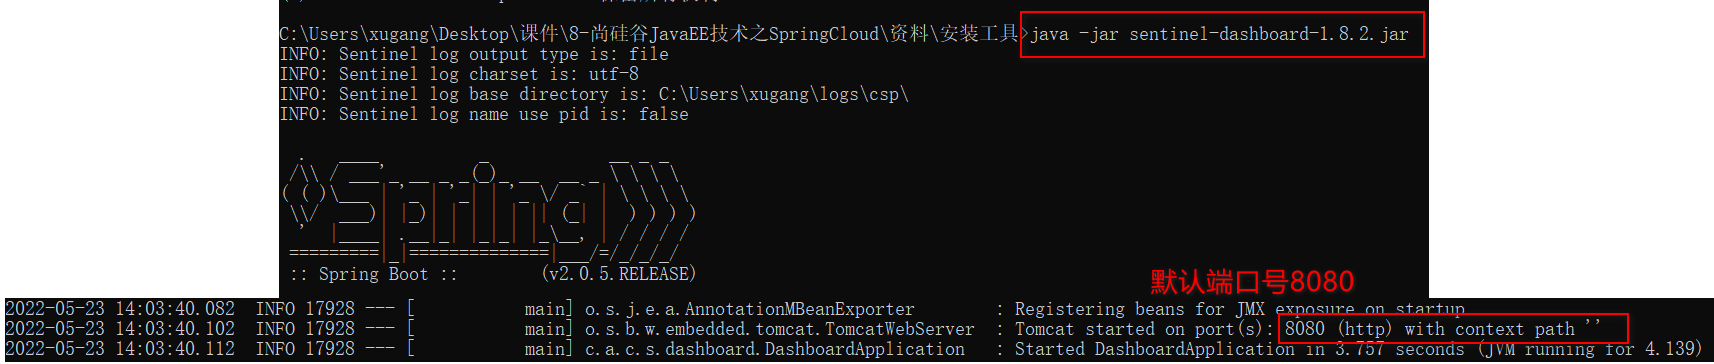 C:\Users\xugang\Desktop\课件\8-尚硅谷JavaEE技术之SpringCloud\资料\安装工具>java -jar sentinel-dashboard-1.8.2.jar
INFO: Sentinel log output type is: file
INFO: Sentinel log charset is: utf-8
INFO: Sentinel log base directory is: C:\Users\xugang\logs\csp\
INFO: Sentinel log name use pid is: false
Spring
:: Spring Boot ::        (v2.0.5.RELEASE)
默认端口号8080
2022-05-23 14:03:40.082  INFO 17928 --- [           main] o.s.j.e.a.AnnotationMBeanExporter        : Registering beans for JMX exposure on startup
2022-05-23 14:03:40.102  INFO 17928 --- [           main] o.s.b.w.embedded.tomcat.TomcatWebServer  : Tomcat started on port(s): 8080 (http) with context path ''
2022-05-23 14:03:40.112  INFO 17928 --- [           main] c.a.c.s.dashboard.DashboardApplication   : Started DashboardApplication in 3.757 seconds (JVM running for 4.139)